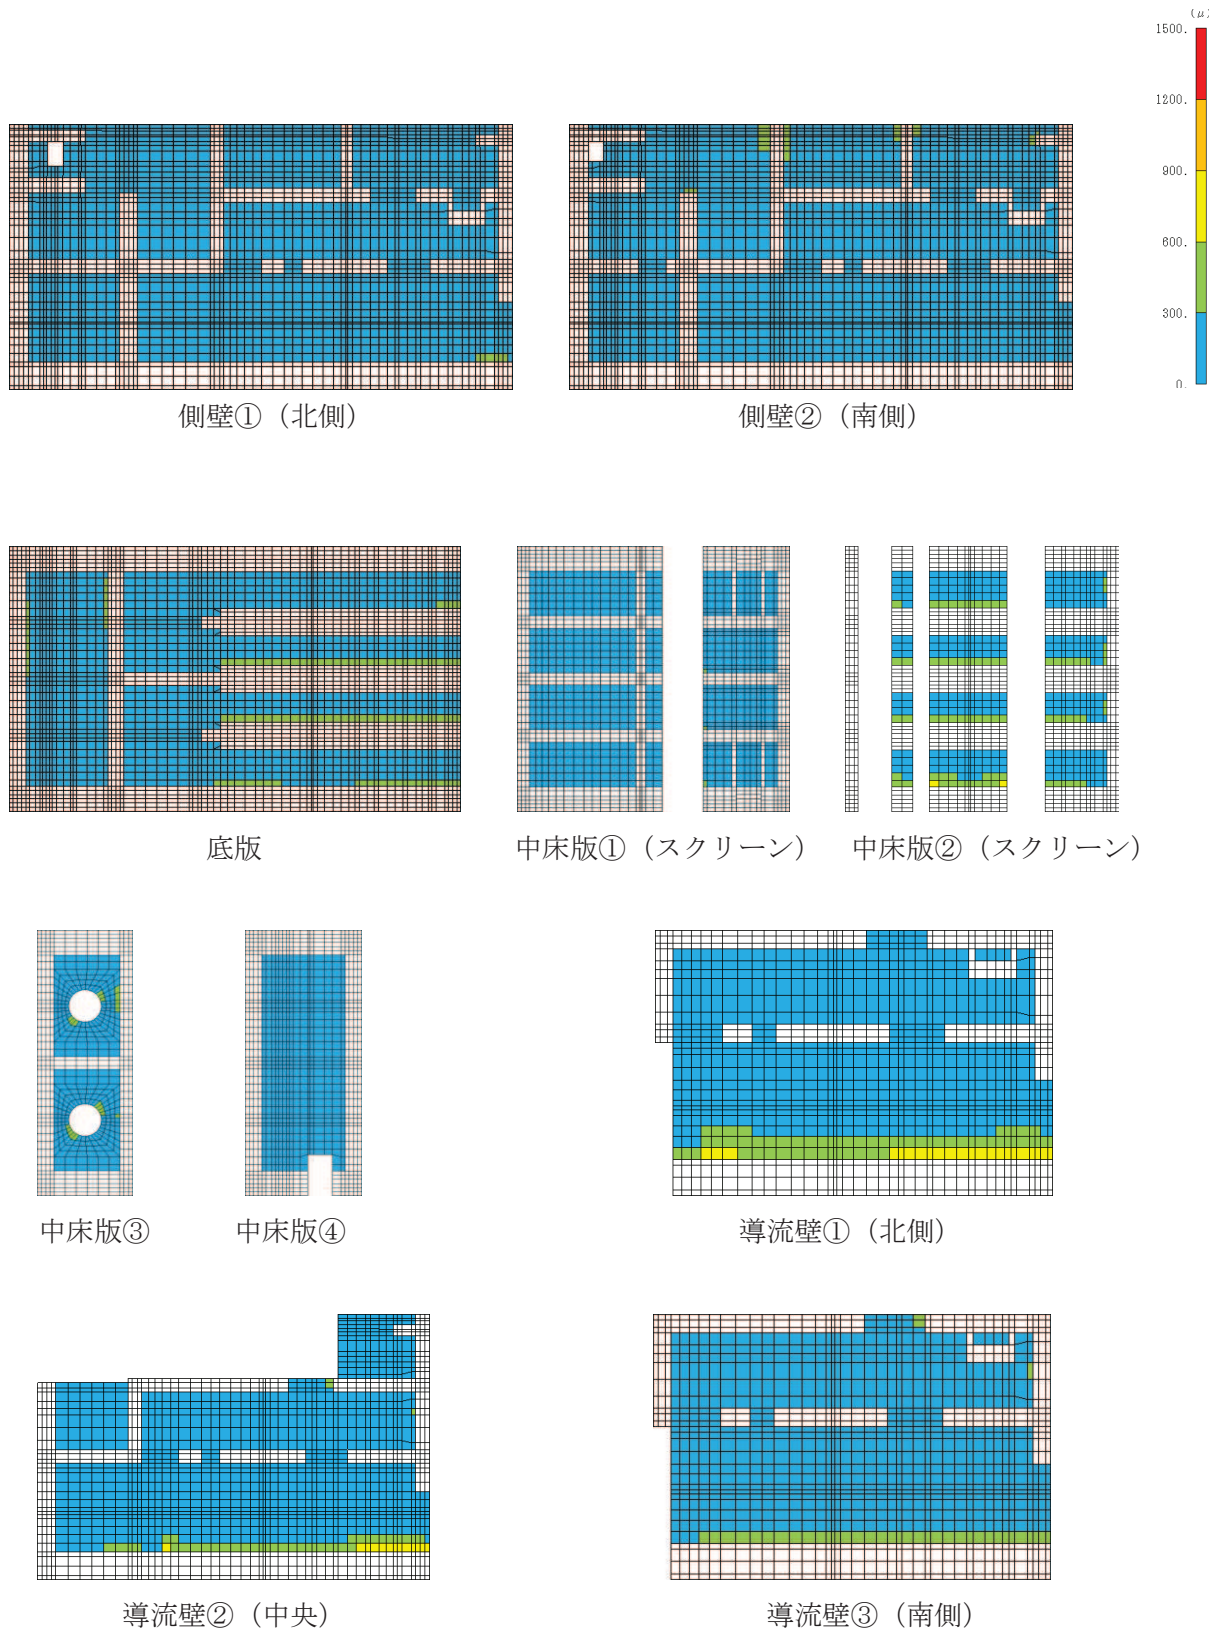 (μ)
1500.
1200.
900.
600.
300.
0.
側壁①（北側）
側壁②（南側）
底版
中床版①（スクリーン）
中床版②（スクリーン）
中床版③
中床版④
導流壁①（北側）
導流壁②（中央）
導流壁③（南側）